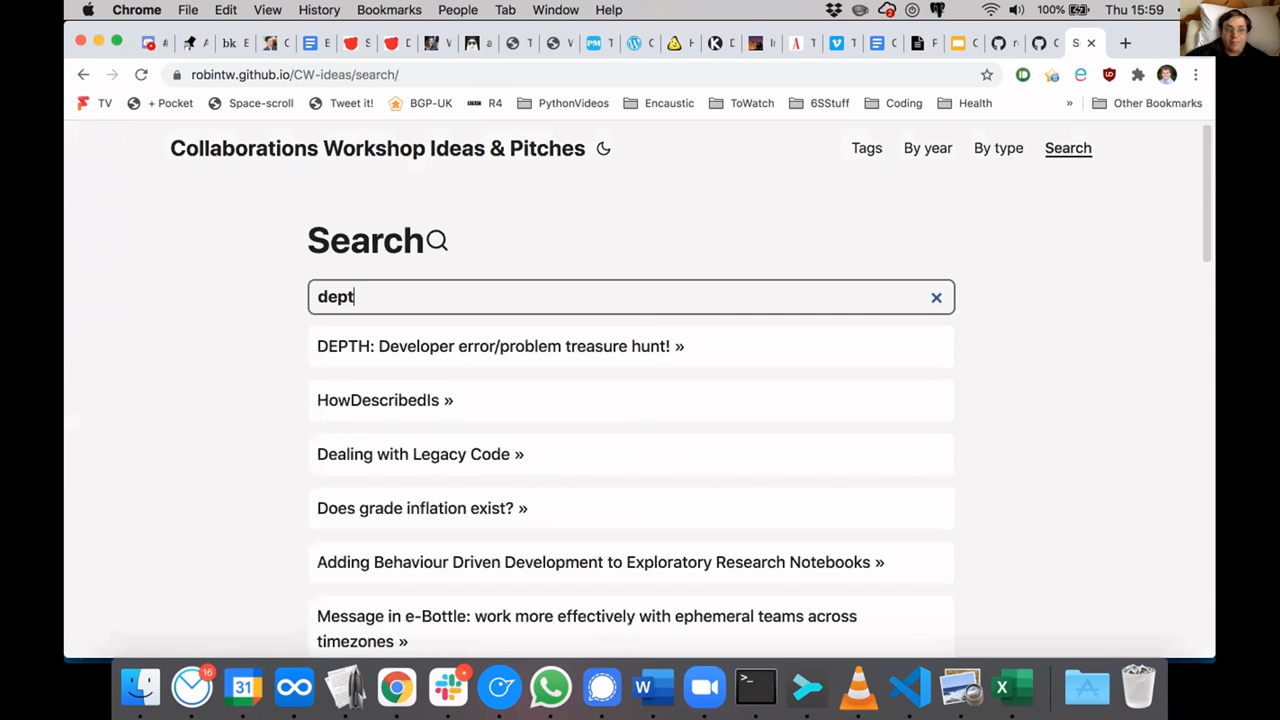 Chrome File Edit View History Bookmarks People Tab Window Help 2 100% Thu 15:59
robintw.github.io/CW-ideas/search/
TV + Pocket Space-scroll Tweet it! BGP-UK R4 PythonVideos Encaustic ToWatch 6SStuff Coding Health » Other Bookmarks
Collaborations Workshop Ideas & Pitches Tags By year By type Search
Search
dept
DEPTH: Developer error/problem treasure hunt! »
HowDescribedIs »
Dealing with Legacy Code »
Does grade inflation exist? »
Adding Behaviour Driven Development to Exploratory Research Notebooks »
Message in e-Bottle: work more effectively with ephemeral teams across
timezones »
16 31